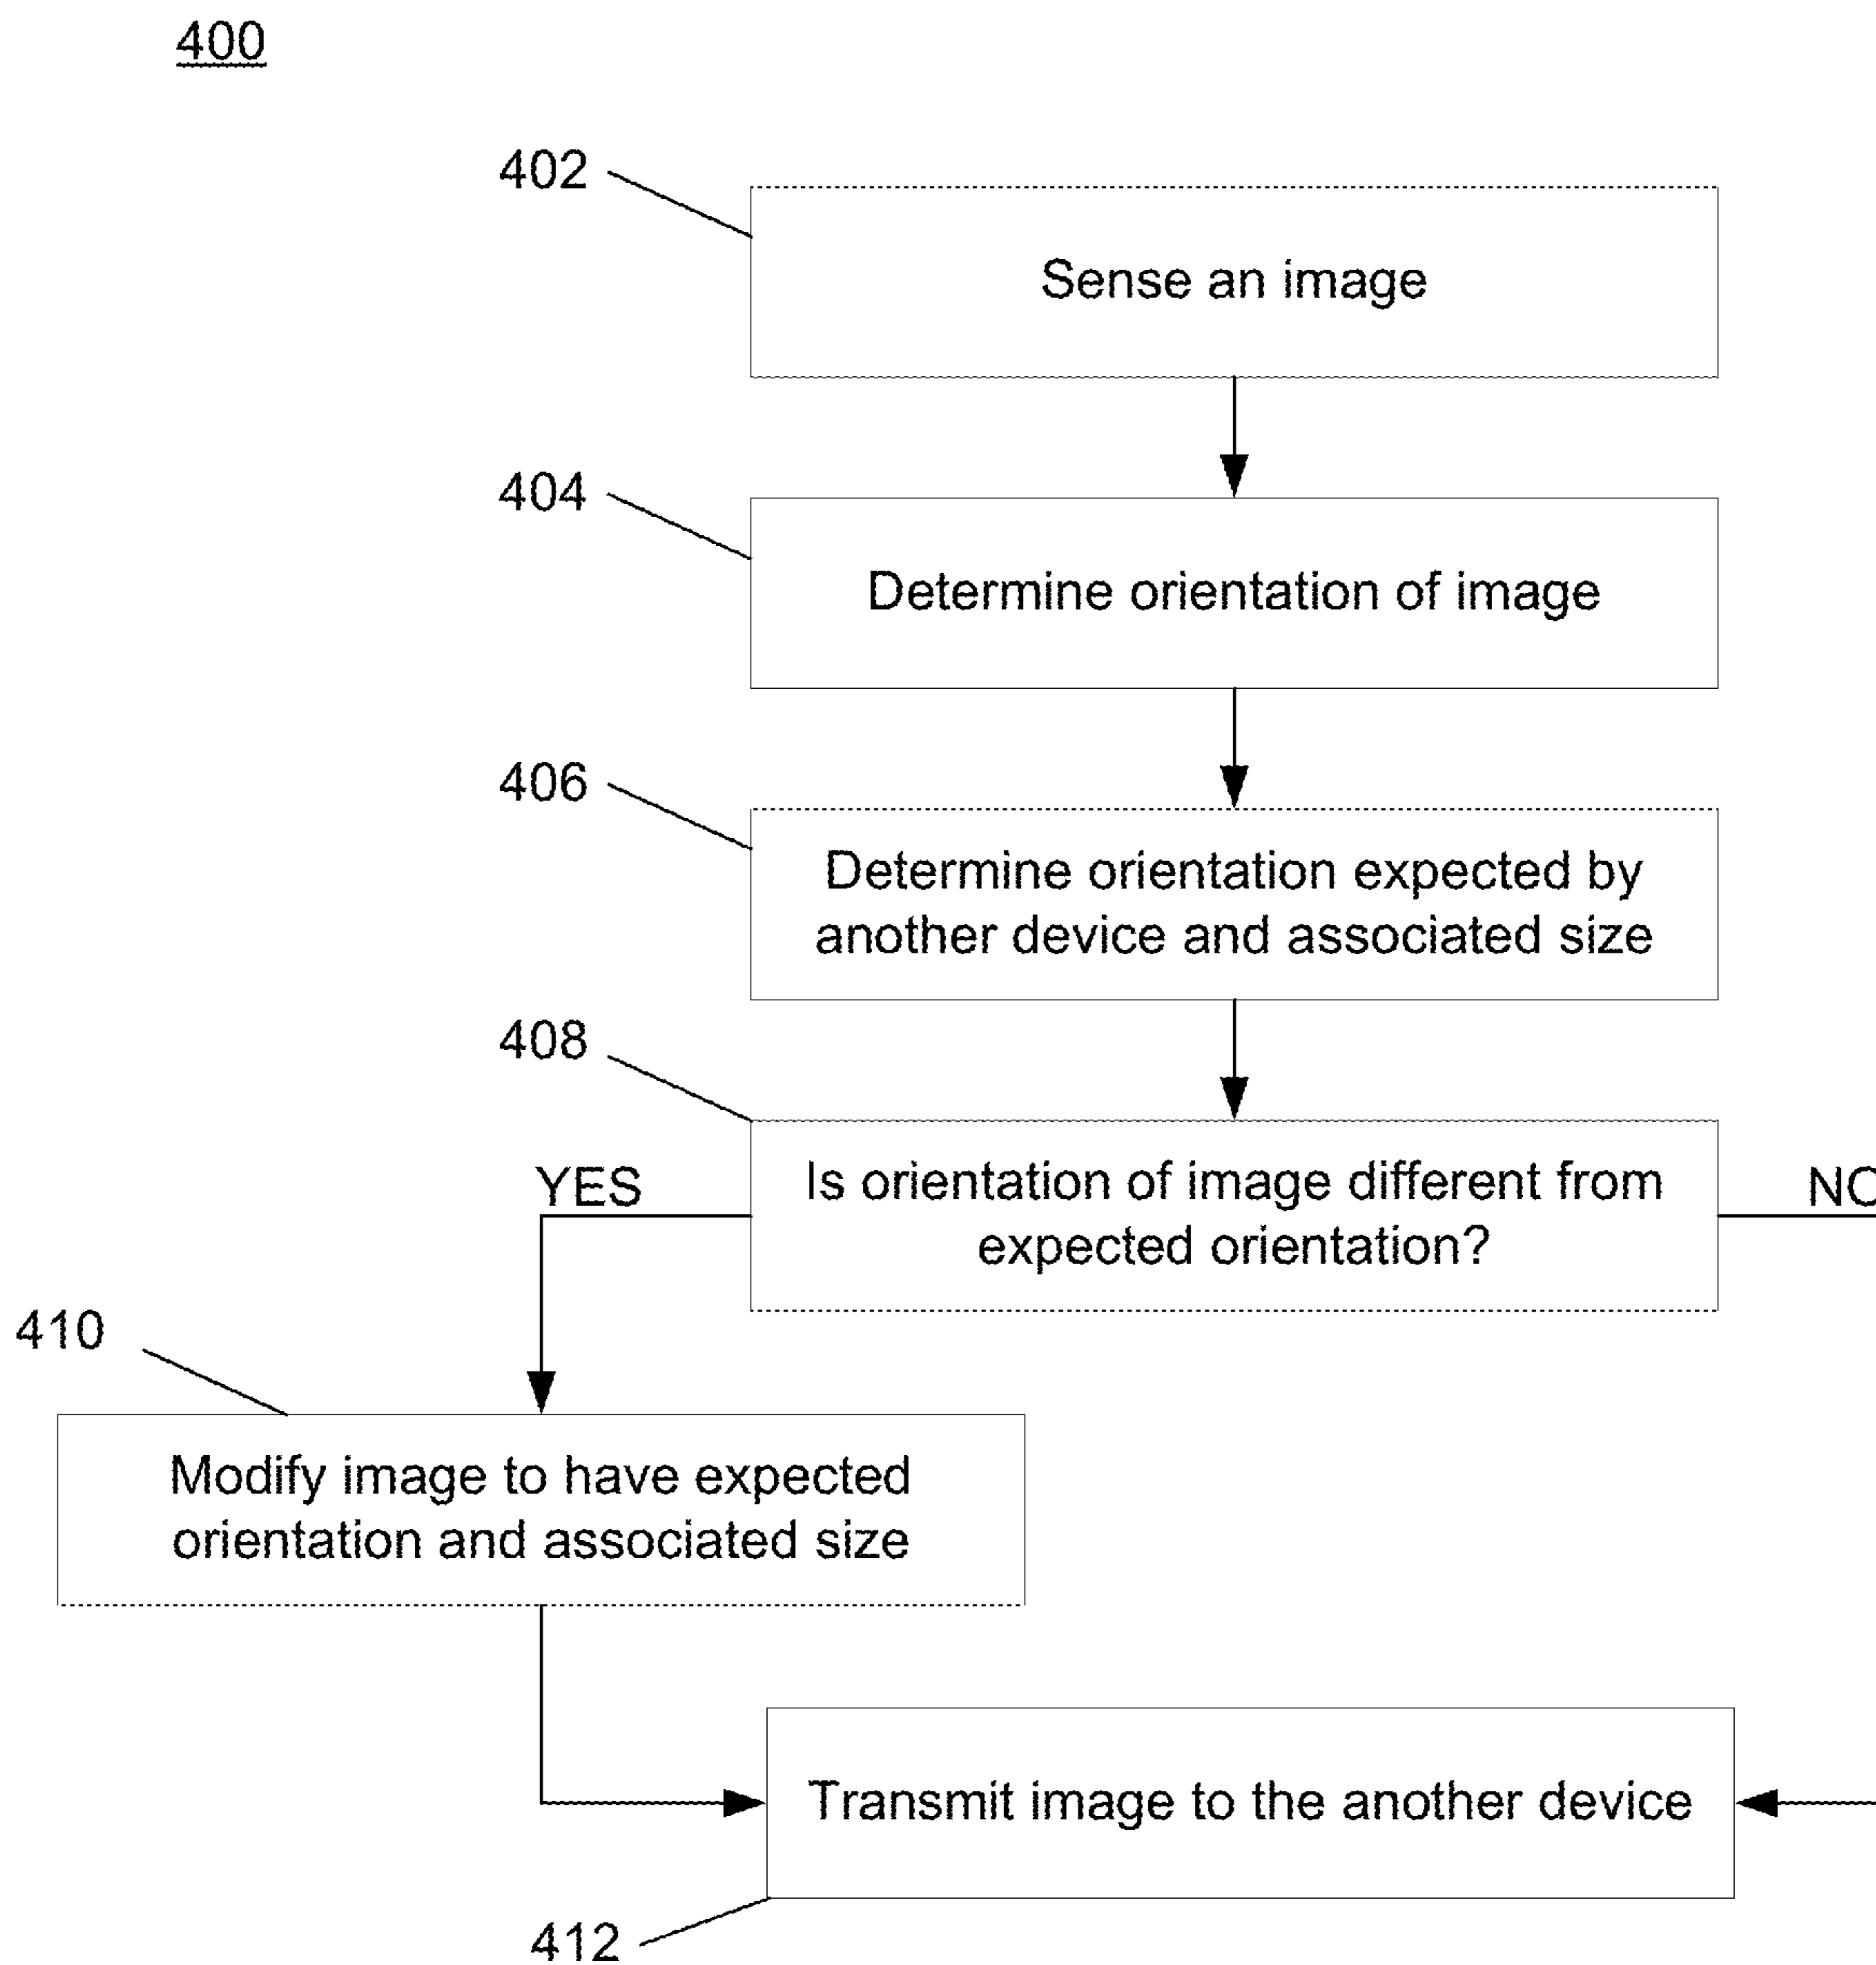 400
402
Sense an image
404
Determine orientation of image
406
Determine orientation expected by
another device and associated size
408
Is orientation of image different from
expected orientation?
YES
NO
410
Modify image to have expected
orientation and associated size
Transmit image to the another device
412